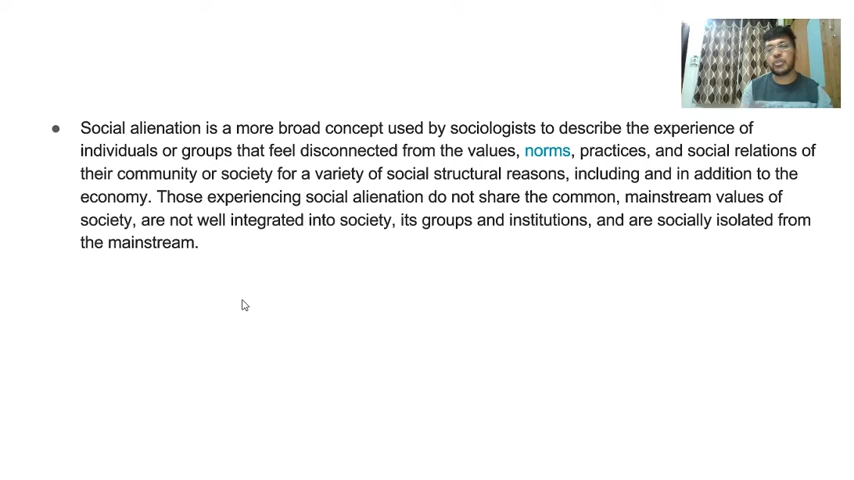 ● Social alienation is a more broad concept used by sociologists to describe the experience of
individuals or groups that feel disconnected from the values, norms, practices, and social relations of
their community or society for a variety of social structural reasons, including and in addition to the
economy. Those experiencing social alienation do not share the common, mainstream values of
society, are not well integrated into society, its groups and institutions, and are socially isolated from
the mainstream.